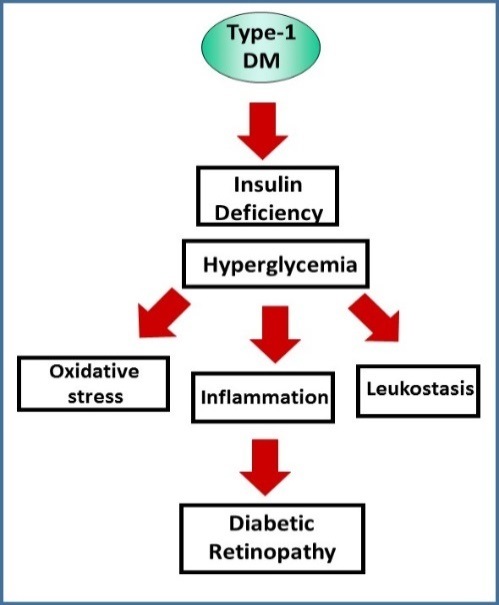 Type-1
DM
Insulin
Deficiency
Hyperglycemia
Oxidative
stress
Inflammation
Leukostasis
Diabetic
Retinopathy